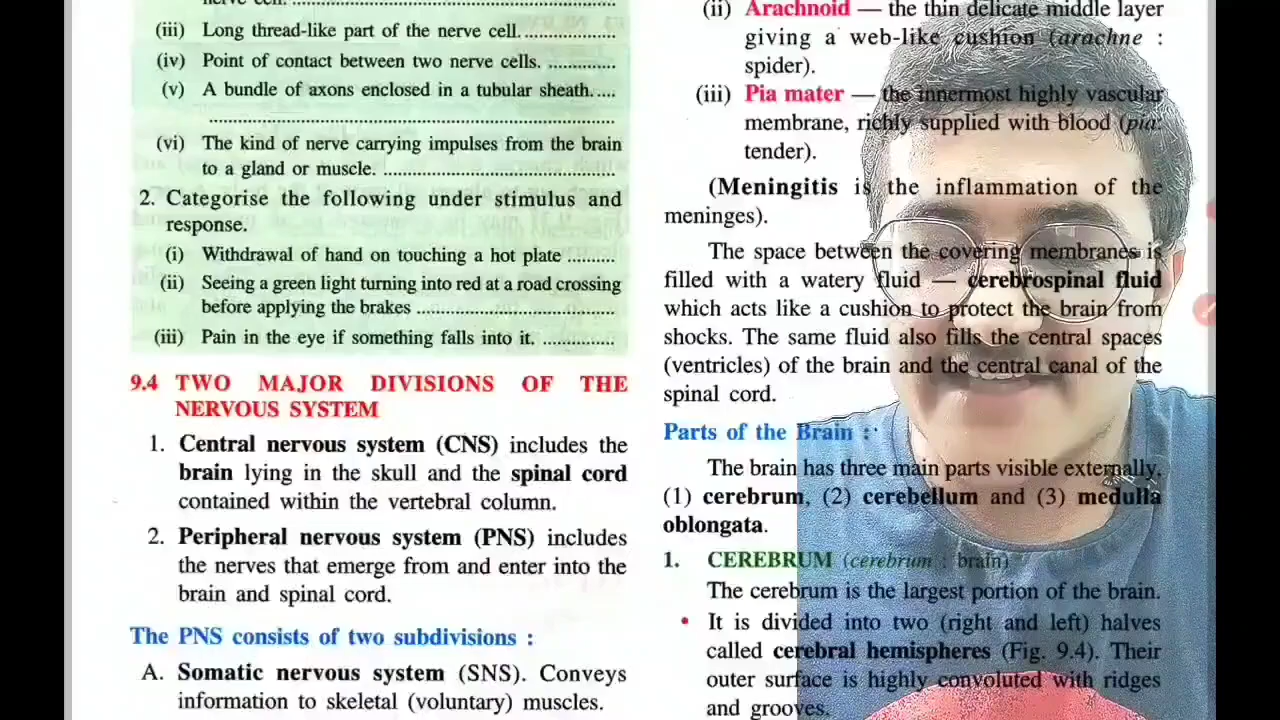 nerve cell.
(iii) Long thread-like part of the nerve cell. ..................
(iv) Point of contact between two nerve cells. .............
(v) A bundle of axons enclosed in a tubular sheath....
................................................................................
(vi) The kind of nerve carrying impulses from the brain
to a gland or muscle. .............................................
2. Categorise the following under stimulus and
response.
(i) Withdrawal of hand on touching a hot plate .........
(ii) Seeing a green light turning into red at a road crossing
before applying the brakes .......................................
(iii) Pain in the eye if something falls into it. ..............
9.4 TWO MAJOR DIVISIONS OF THE
NERVOUS SYSTEM
1. Central nervous system (CNS) includes the
brain lying in the skull and the spinal cord
contained within the vertebral column.
2. Peripheral nervous system (PNS) includes
the nerves that emerge from and enter into the
brain and spinal cord.
The PNS consists of two subdivisions :
A. Somatic nervous system (SNS). Conveys
information to skeletal (voluntary) muscles.
(ii) Arachnoid — the thin delicate middle layer
giving a web-like cushion (arachne :
spider).
(iii) Pia mater — the innermost highly vascular
membrane, richly supplied with blood (pia:
tender).
(Meningitis is the inflammation of the
meninges).
The space between the covering membranes is
filled with a watery fluid — cerebrospinal fluid
which acts like a cushion to protect the brain from
shocks. The same fluid also fills the central spaces
(ventricles) of the brain and the central canal of the
spinal cord.
Parts of the Brain :
The brain has three main parts visible externally,
(1) cerebrum, (2) cerebellum and (3) medulla
oblongata.
1. CEREBRUM (cerebrum : brain)
The cerebrum is the largest portion of the brain.
• It is divided into two (right and left) halves
called cerebral hemispheres (Fig. 9.4). Their
outer surface is highly convoluted with ridges
and grooves.